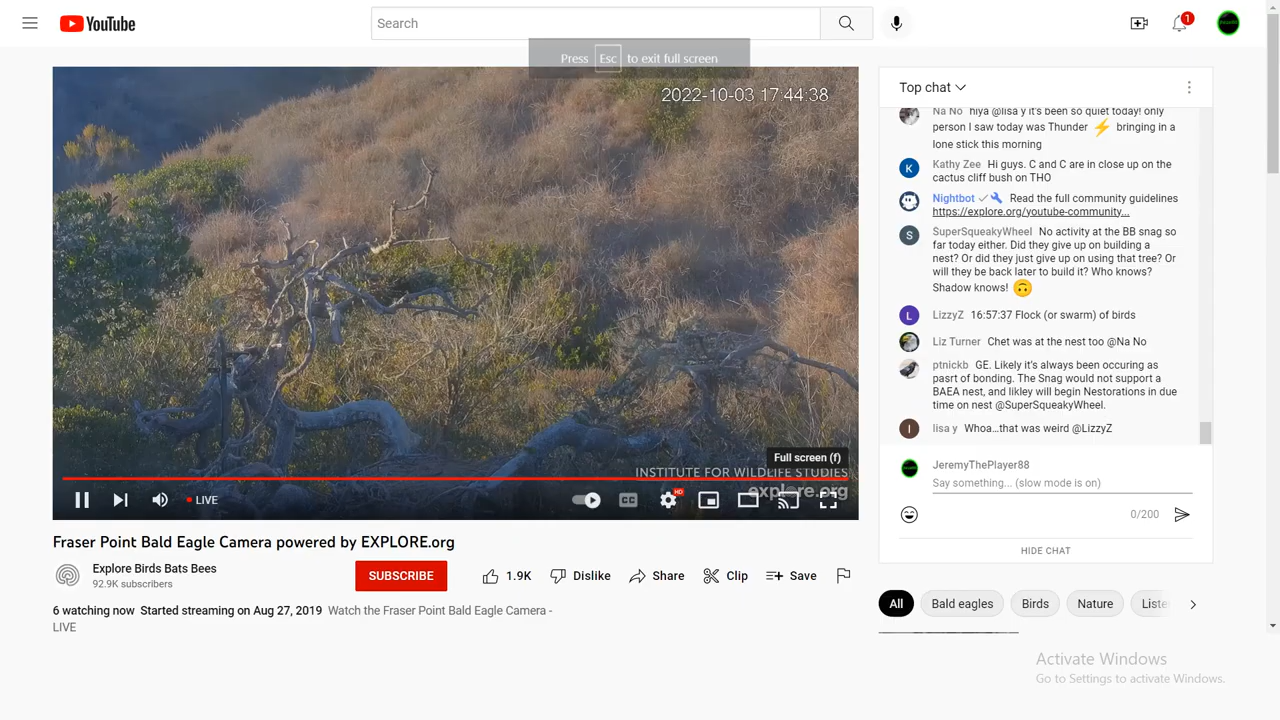 YouTube
Search
1
Press Esc to exit full screen
2022-10-03 17:44:38
Full screen (f)
INSTITUTE FOR WILDLIFE STUDIES
explore.org
LIVE
CC
HD
Fraser Point Bald Eagle Camera powered by EXPLORE.org
Explore Birds Bats Bees
92.9K subscribers
SUBSCRIBE
1.9K
Dislike
Share
Clip
Save
6 watching now Started streaming on Aug 27, 2019 Watch the Fraser Point Bald Eagle Camera -
LIVE
Top chat
Na No hiya @lisa y it's been so quiet today! only
person I saw today was Thunder ⚡ bringing in a
lone stick this morning
K
Kathy Zee Hi guys. C and C are in close up on the
cactus cliff bush on THO
Nightbot Read the full community guidelines
https://explore.org/youtube-community...
S
SuperSqueakyWheel No activity at the BB snag so
far today either. Did they give up on building a
nest? Or did they just give up on using that tree? Or
will they be back later to build it? Who knows?
Shadow knows! 🙃
L
LizzyZ 16:57:37 Flock (or swarm) of birds
Liz Turner Chet was at the nest too @Na No
ptnickb GE. Likely it's always been occuring as
pasrt of bonding. The Snag would not support a
BAEA nest, and likley will begin Nestorations in due
time on nest @SuperSqueakyWheel.
l
lisa y Whoa…that was weird @LizzyZ
JeremyThePlayer88
Say something... (slow mode is on)
0/200
HIDE CHAT
All
Bald eagles
Birds
Nature
Liste
Activate Windows
Go to Settings to activate Windows.